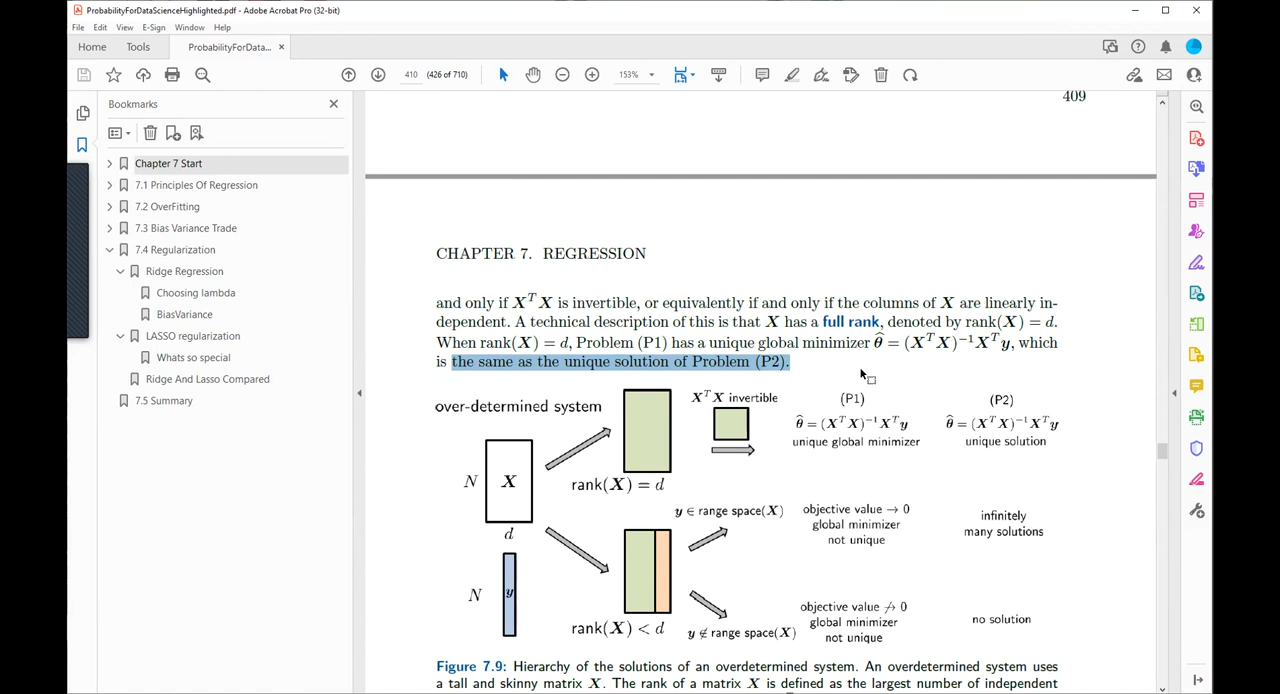 ProbabilityForDataScienceHighlighted.pdf - Adobe Acrobat Pro (32-bit)
File Edit View E-Sign Window Help
Home Tools ProbabilityForData... ×
410 (426 of 710) 153%
Bookmarks
Chapter 7 Start
7.1 Principles Of Regression
7.2 OverFitting
7.3 Bias Variance Trade
7.4 Regularization
Ridge Regression
Choosing lambda
BiasVariance
LASSO regularization
Whats so special
Ridge And Lasso Compared
7.5 Summary
409
CHAPTER 7. REGRESSION
and only if XᵀX is invertible, or equivalently if and only if the columns of X are linearly in-
dependent. A technical description of this is that X has a full rank, denoted by rank(X) = d.
When rank(X) = d, Problem (P1) has a unique global minimizer θ̂ = (XᵀX)⁻¹Xᵀy, which
is the same as the unique solution of Problem (P2).
over-determined system
XᵀX invertible
(P1)
(P2)
θ̂ = (XᵀX)⁻¹Xᵀy
unique global minimizer
θ̂ = (XᵀX)⁻¹Xᵀy
unique solution
N
X
d
rank(X) = d
y ∈ range space(X)
objective value → 0
global minimizer
not unique
infinitely
many solutions
N
y
rank(X) < d
y ∉ range space(X)
objective value ↛ 0
global minimizer
not unique
no solution
Figure 7.9: Hierarchy of the solutions of an overdetermined system. An overdetermined system uses
a tall and skinny matrix X. The rank of a matrix X is defined as the largest number of independent